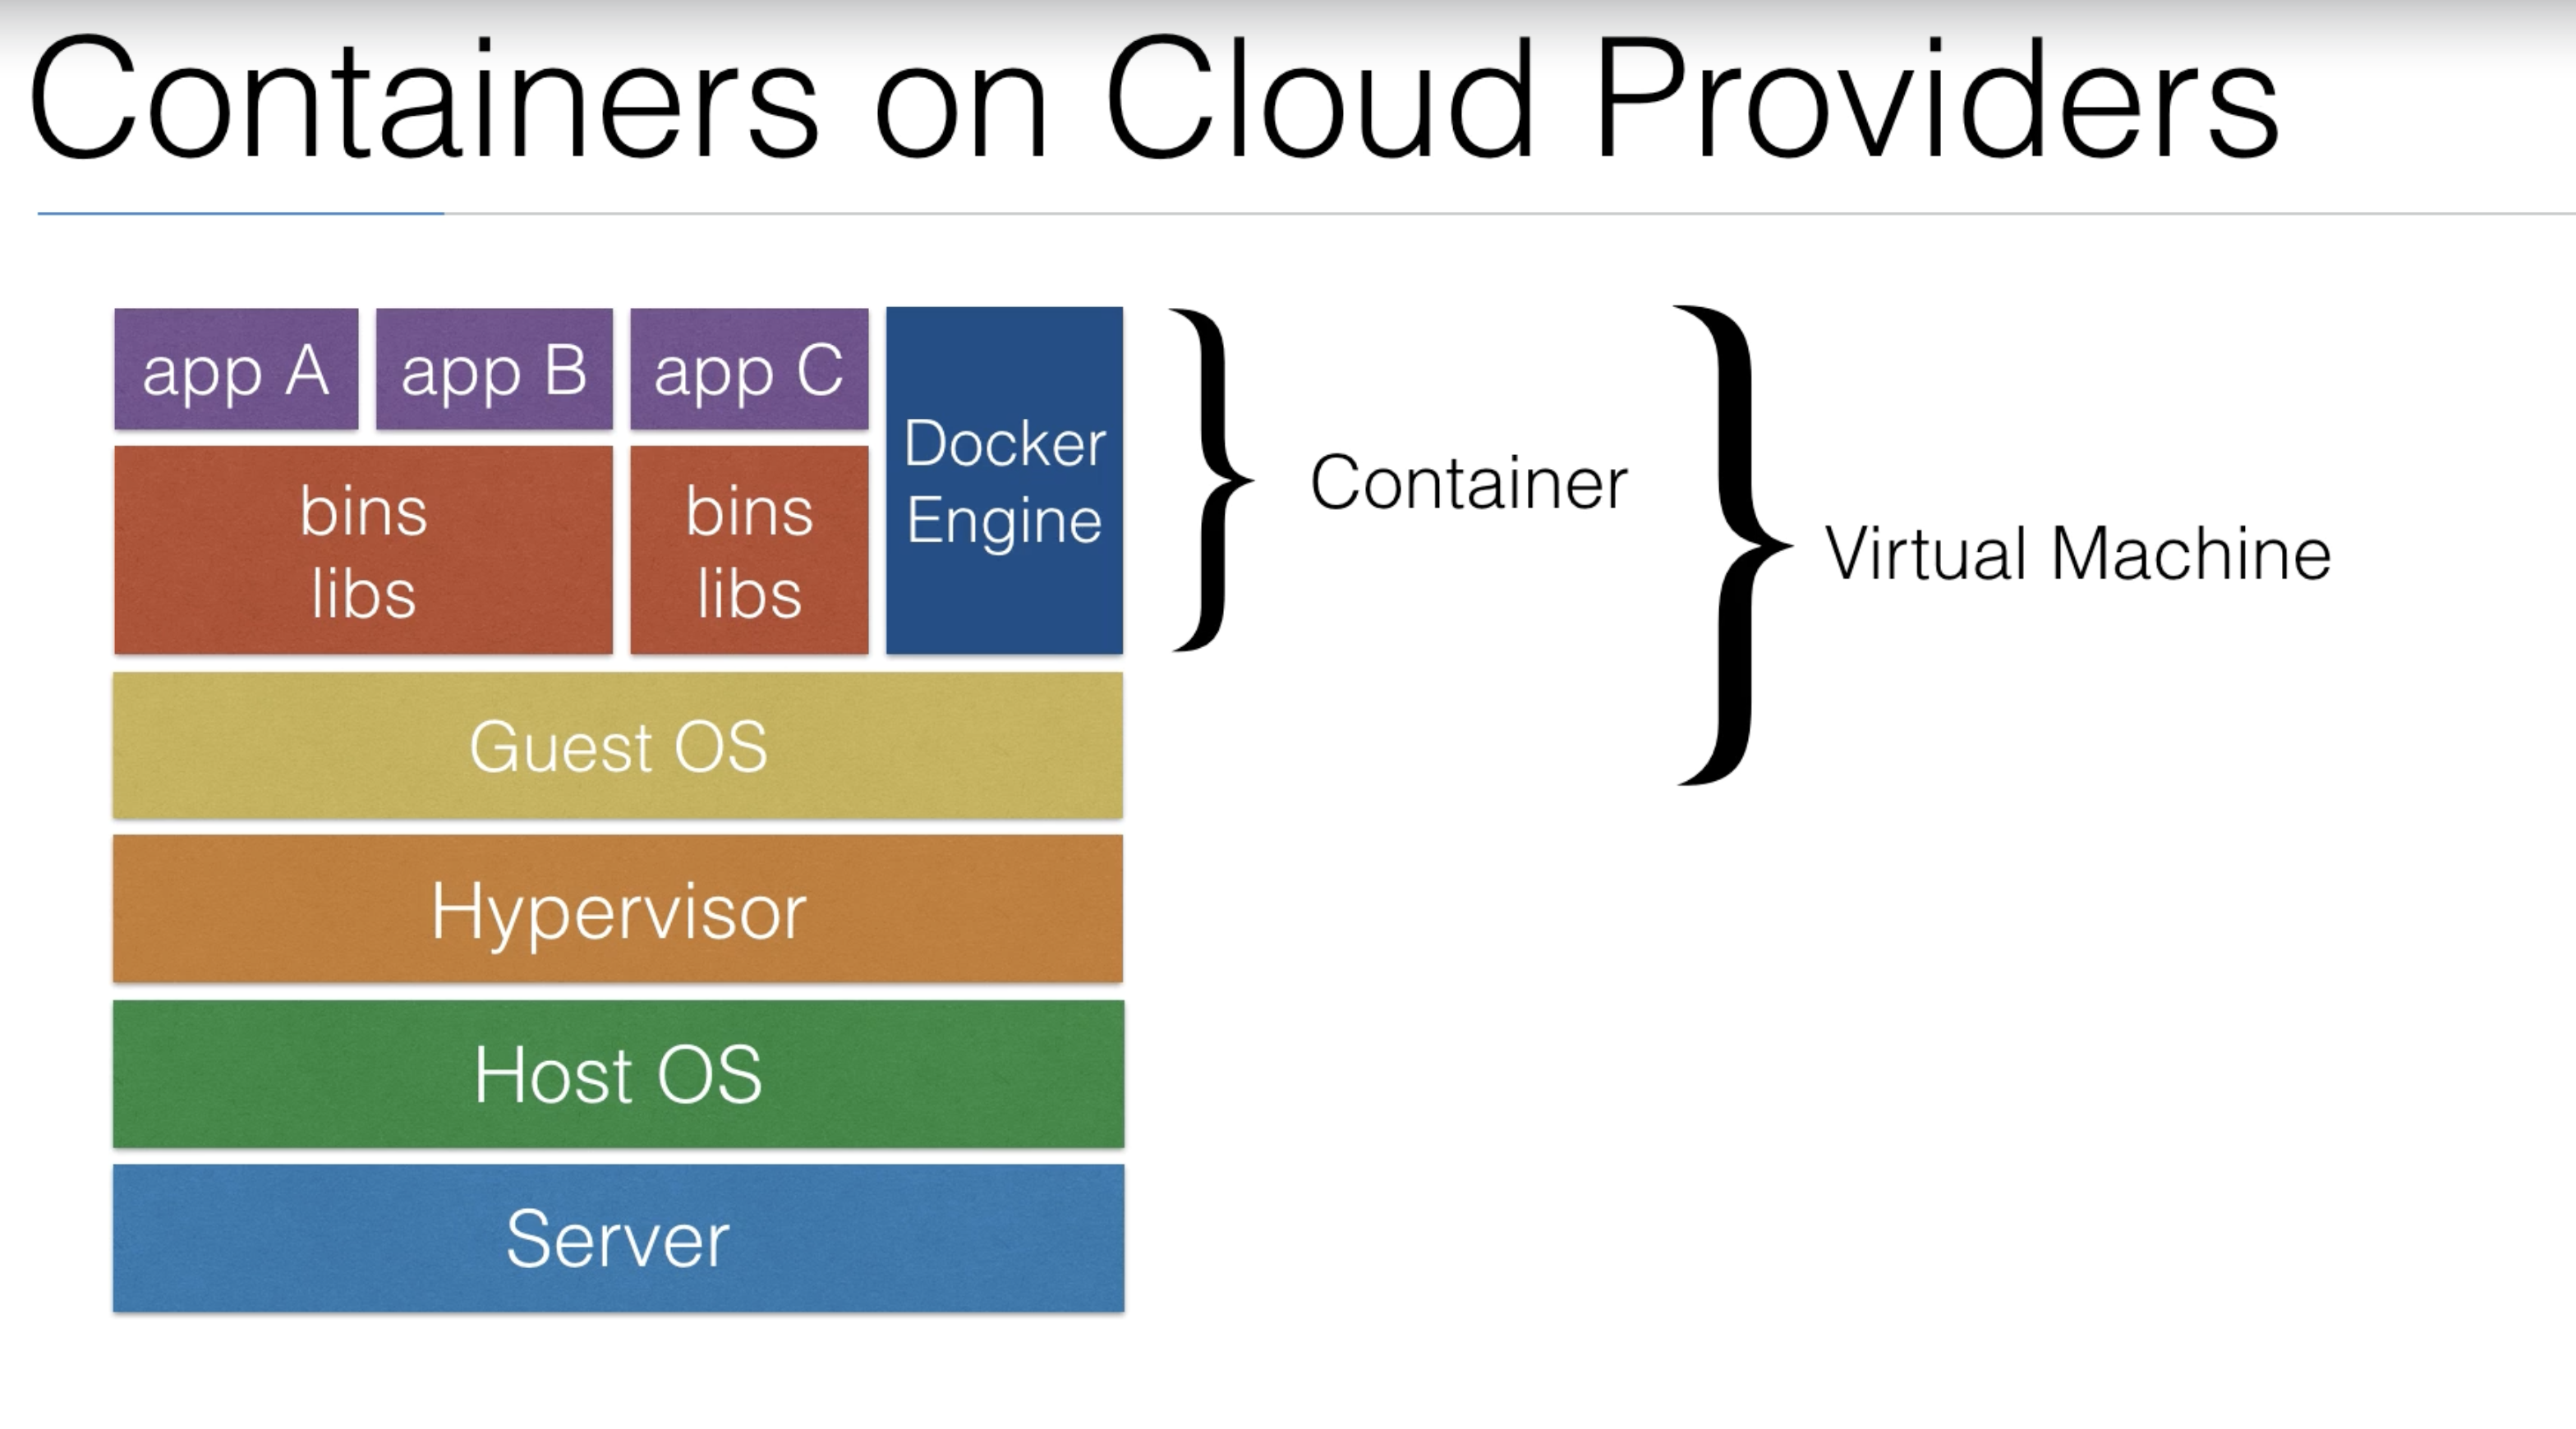 Containers on Cloud Providers
app A
app B
app C
Docker
Engine
bins
libs
bins
libs
Container
Virtual Machine
Guest OS
Hypervisor
Host OS
Server